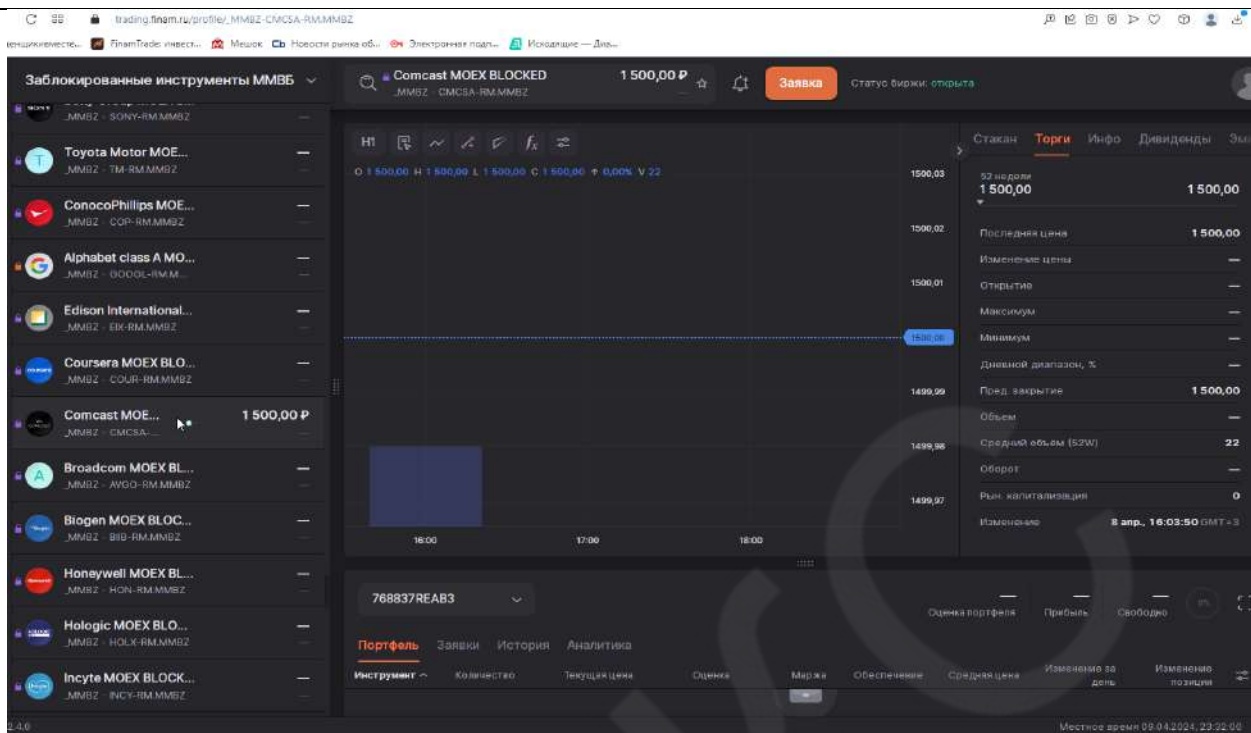 trading.finam.ru/profile/_MMBZ-CMCSA-RM.MMBZ
FinamTrade: инвест...
Мешок
Новости рынка об...
Электронная подп...
Исходящие — Диа...
Заблокированные инструменты ММВБ
Comcast MOEX BLOCKED
_MMBZ · CMCSA-RM.MMBZ
1 500,00 ₽
Заявка
Статус биржи: открыта
SONY
_MMBZ · SONY-RM.MMBZ
T
Toyota Motor MOE...
_MMBZ · TM-RM.MMBZ
ConocoPhillips MOE...
_MMBZ · COP-RM.MMBZ
Alphabet class A MO...
_MMBZ · GOOGL-RM.M...
Edison International...
_MMBZ · EIX-RM.MMBZ
Coursera MOEX BLO...
_MMBZ · COUR-RM.MMBZ
Comcast MOE...
1 500,00 ₽
_MMBZ · CMCSA-...
A
Broadcom MOEX BL...
_MMBZ · AVGO-RM.MMBZ
Biogen MOEX BLOC...
_MMBZ · BIIB-RM.MMBZ
Honeywell MOEX BL...
_MMBZ · HON-RM.MMBZ
Hologic MOEX BLO...
_MMBZ · HOLX-RM.MMBZ
Incyte MOEX BLOCK...
_MMBZ · INCY-RM.MMBZ
2.4.6
H1
O 1 500,00 H 1 500,00 L 1 500,00 C 1 500,00 0,00% V 22
1500,03
1500,02
1500,01
1500,00
1499,99
1499,98
1499,97
16:00 17:00 18:00
Стакан Торги Инфо Дивиденды
52 недели
1 500,00 1 500,00
Последняя цена 1 500,00
Изменение цены —
Открытие —
Максимум —
Минимум —
Дневной диапазон, % —
Пред. закрытие 1 500,00
Объем —
Средний объем (52W) 22
Оборот —
Рын. капитализация 0
Изменение 8 апр., 16:03:50 GMT+3
768837REAB3
Оценка портфеля Прибыль Свободно
Портфель Заявки История Аналитика
Инструмент Количество Текущая цена Оценка Маржа Обеспечение Средняя цена Изменение за день Изменение позиции
Местное время 09.04.2024, 23:32:00